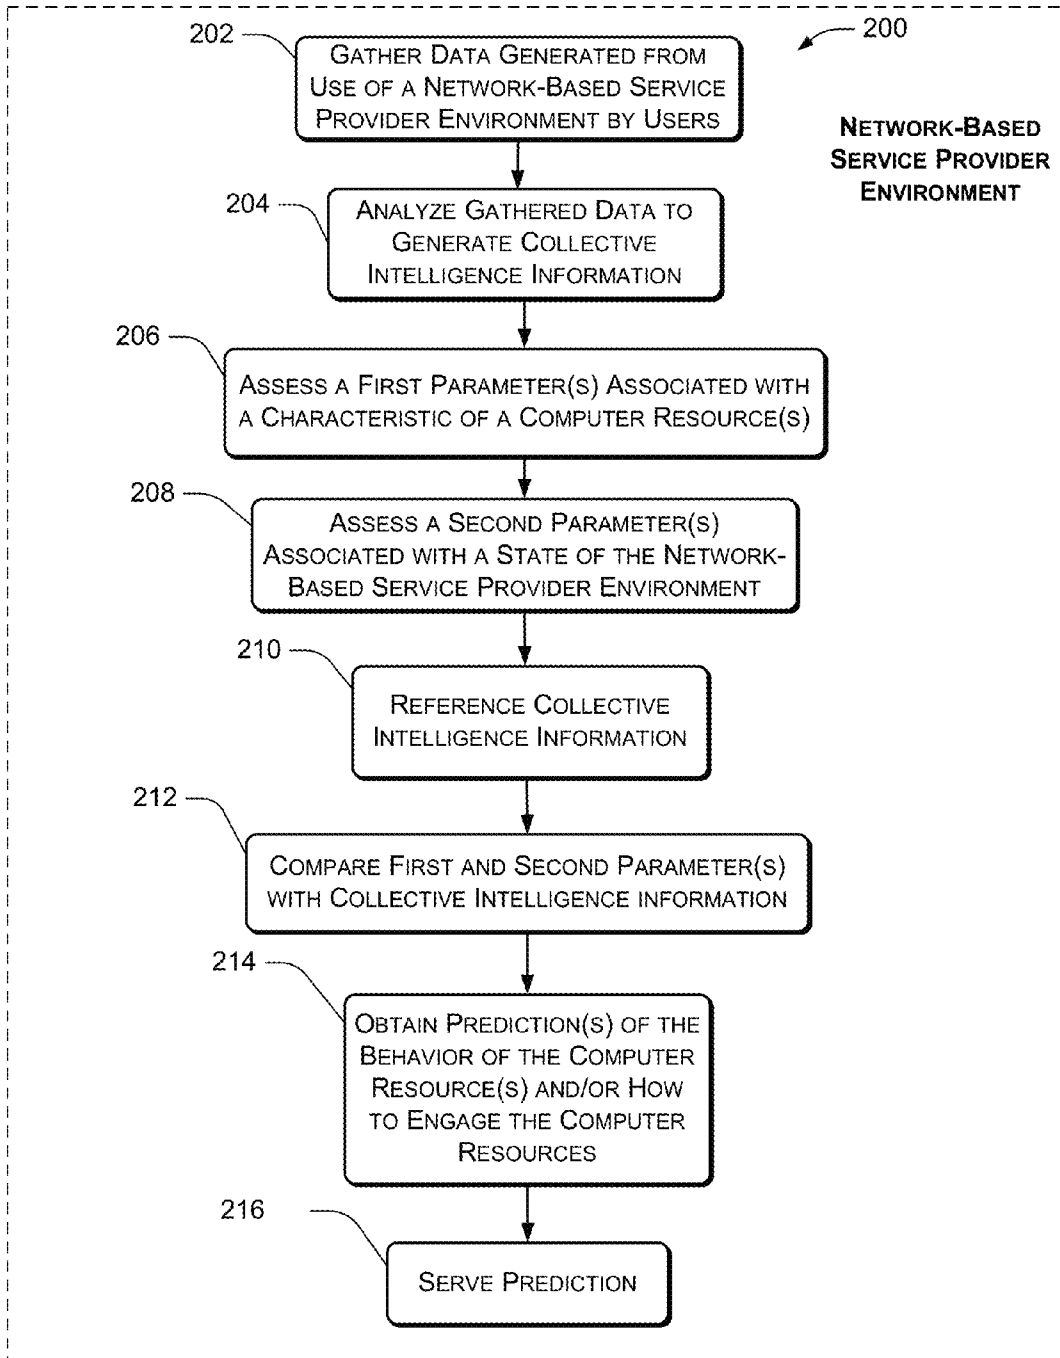 202
200
GATHER DATA GENERATED FROM
USE OF A NETWORK-BASED SERVICE
PROVIDER ENVIRONMENT BY USERS
NETWORK-BASED
SERVICE PROVIDER
ENVIRONMENT
204
ANALYZE GATHERED DATA TO
GENERATE COLLECTIVE
INTELLIGENCE INFORMATION
206
ASSESS A FIRST PARAMETER(S) ASSOCIATED WITH
A CHARACTERISTIC OF A COMPUTER RESOURCE(S)
208
ASSESS A SECOND PARAMETER(S)
ASSOCIATED WITH A STATE OF THE NETWORK-
BASED SERVICE PROVIDER ENVIRONMENT
210
REFERENCE COLLECTIVE
INTELLIGENCE INFORMATION
212
COMPARE FIRST AND SECOND PARAMETER(S)
WITH COLLECTIVE INTELLIGENCE INFORMATION
214
OBTAIN PREDICTION(S) OF THE
BEHAVIOR OF THE COMPUTER
RESOURCE(S) AND/OR HOW
TO ENGAGE THE COMPUTER
RESOURCES
216
SERVE PREDICTION